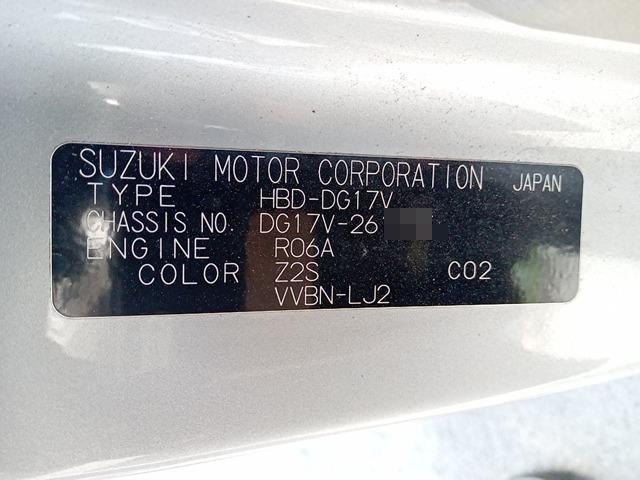 SUZUKI MOTOR CORPORATION JAPAN
TYPE HBD-DG17V
CHASSIS NO. DG17V-26
ENGINE R06A
COLOR Z2S C02
VVBN-LJ2